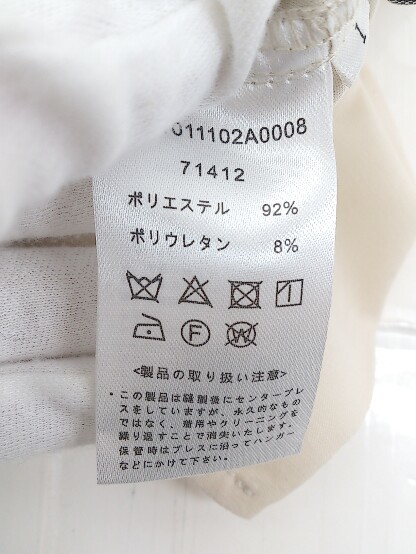 011102A0008
71412
ポリエステル 92%
ポリウレタン 8%
F
W
<製品の取り扱い注意>
・この製品は縫製後にセンタープレ
スをしていますが、永久的なもの
ではなく、着用やクリーニングを
繰り返すことで消失いたします。
保管時はプレスに沿ってハンガー
などにかけて下さい。